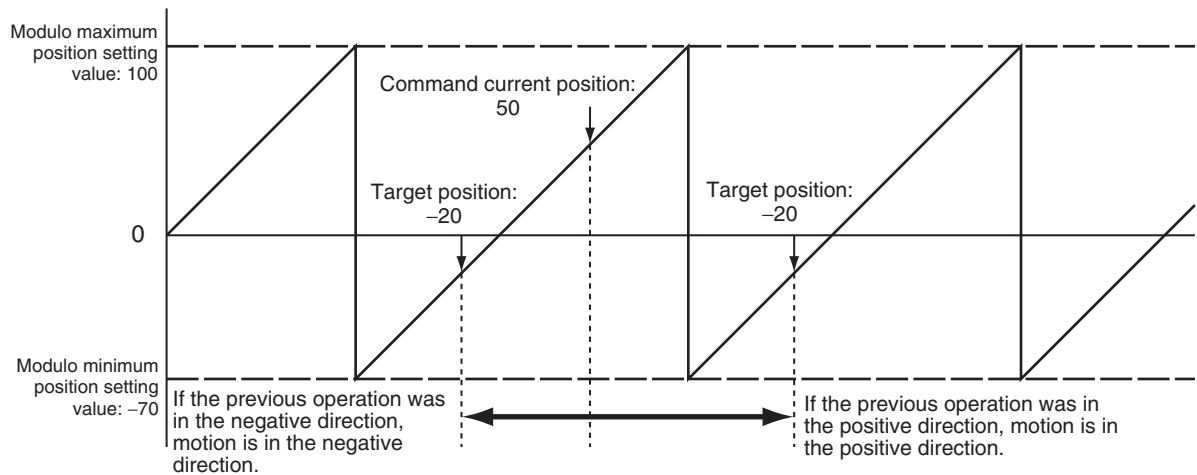 Modulo maximum
position setting
value: 100
Command current position:
50
Target position:
–20
Target position:
–20
0
Modulo minimum
position setting
value: –70
If the previous operation was
in the negative direction,
motion is in the negative
direction.
If the previous operation was in
the positive direction, motion is in
the positive direction.